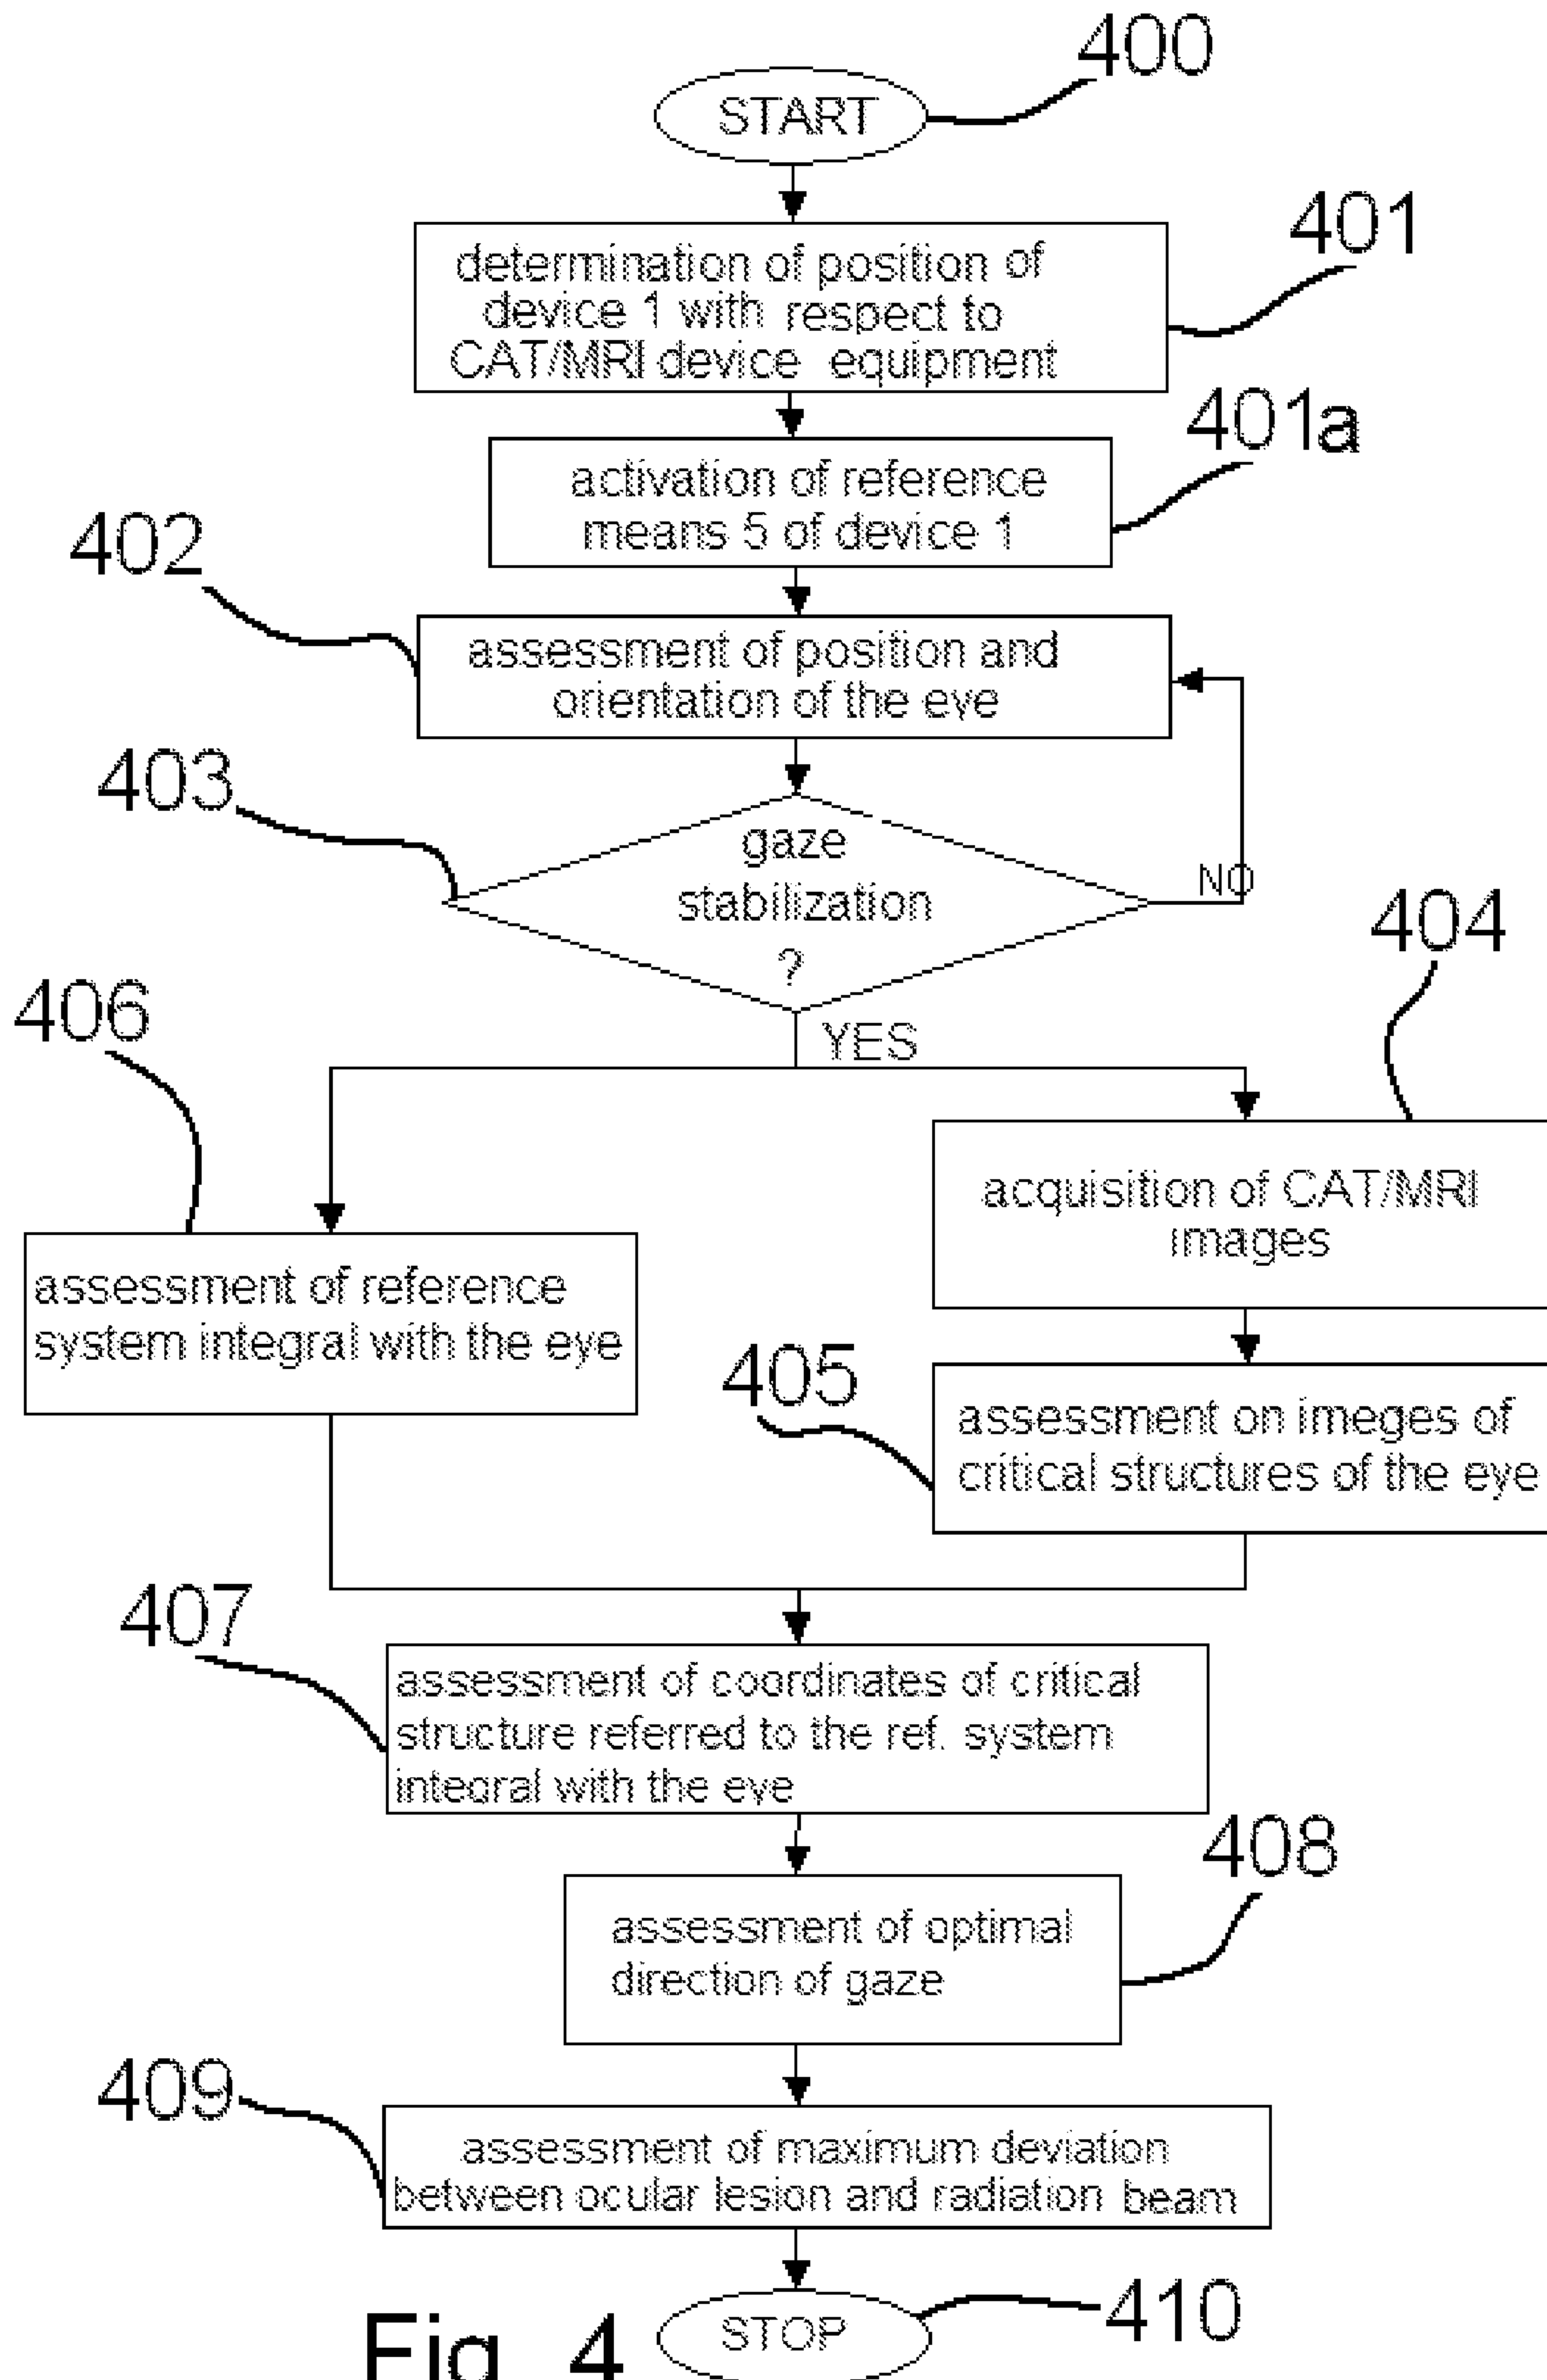 400
START
401
determination of position of
device 1 with respect to
CAT/MRI device equipment
401a
activation of reference
means 5 of device 1
402
assessment of position and
orientation of the eye
403
gaze
stabilization
?
NO
YES
404
acquisition of CAT/MRI
images
406
assessment of reference
system integral with the eye
405
assessment on imeges of
critical structures of the eye
407
assessment of coordinates of critical
structure referred to the ref. system
integral with the eye
408
assessment of optimal
direction of gaze
409
assessment of maximum deviation
between ocular lesion and radiation beam
STOP
410
Fig. 4